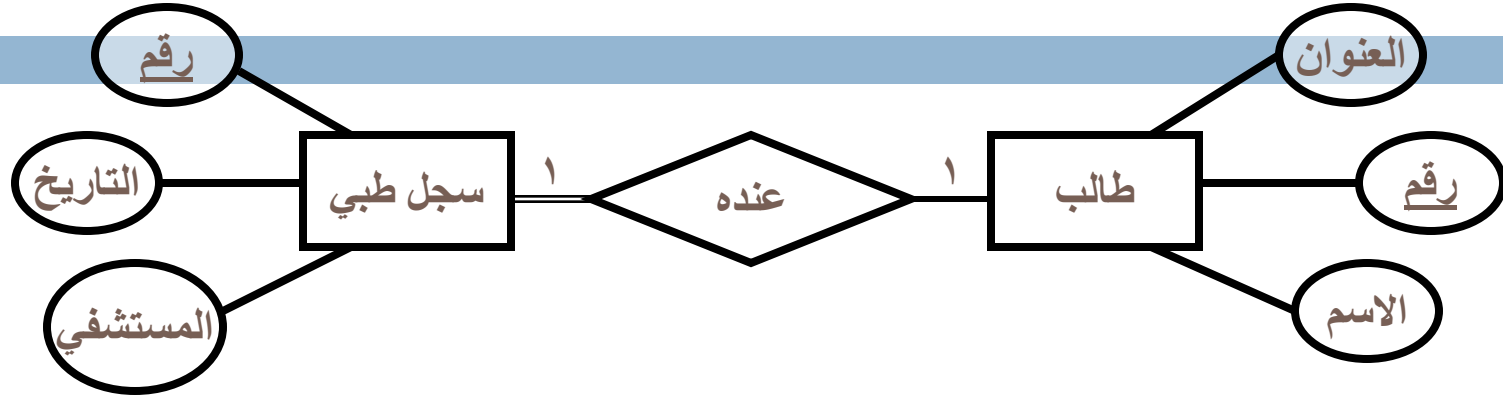 العنوان
رقم
الاسم
طالب
١
عنده
١
سجل طبي
رقم
التاريخ
المستشفي